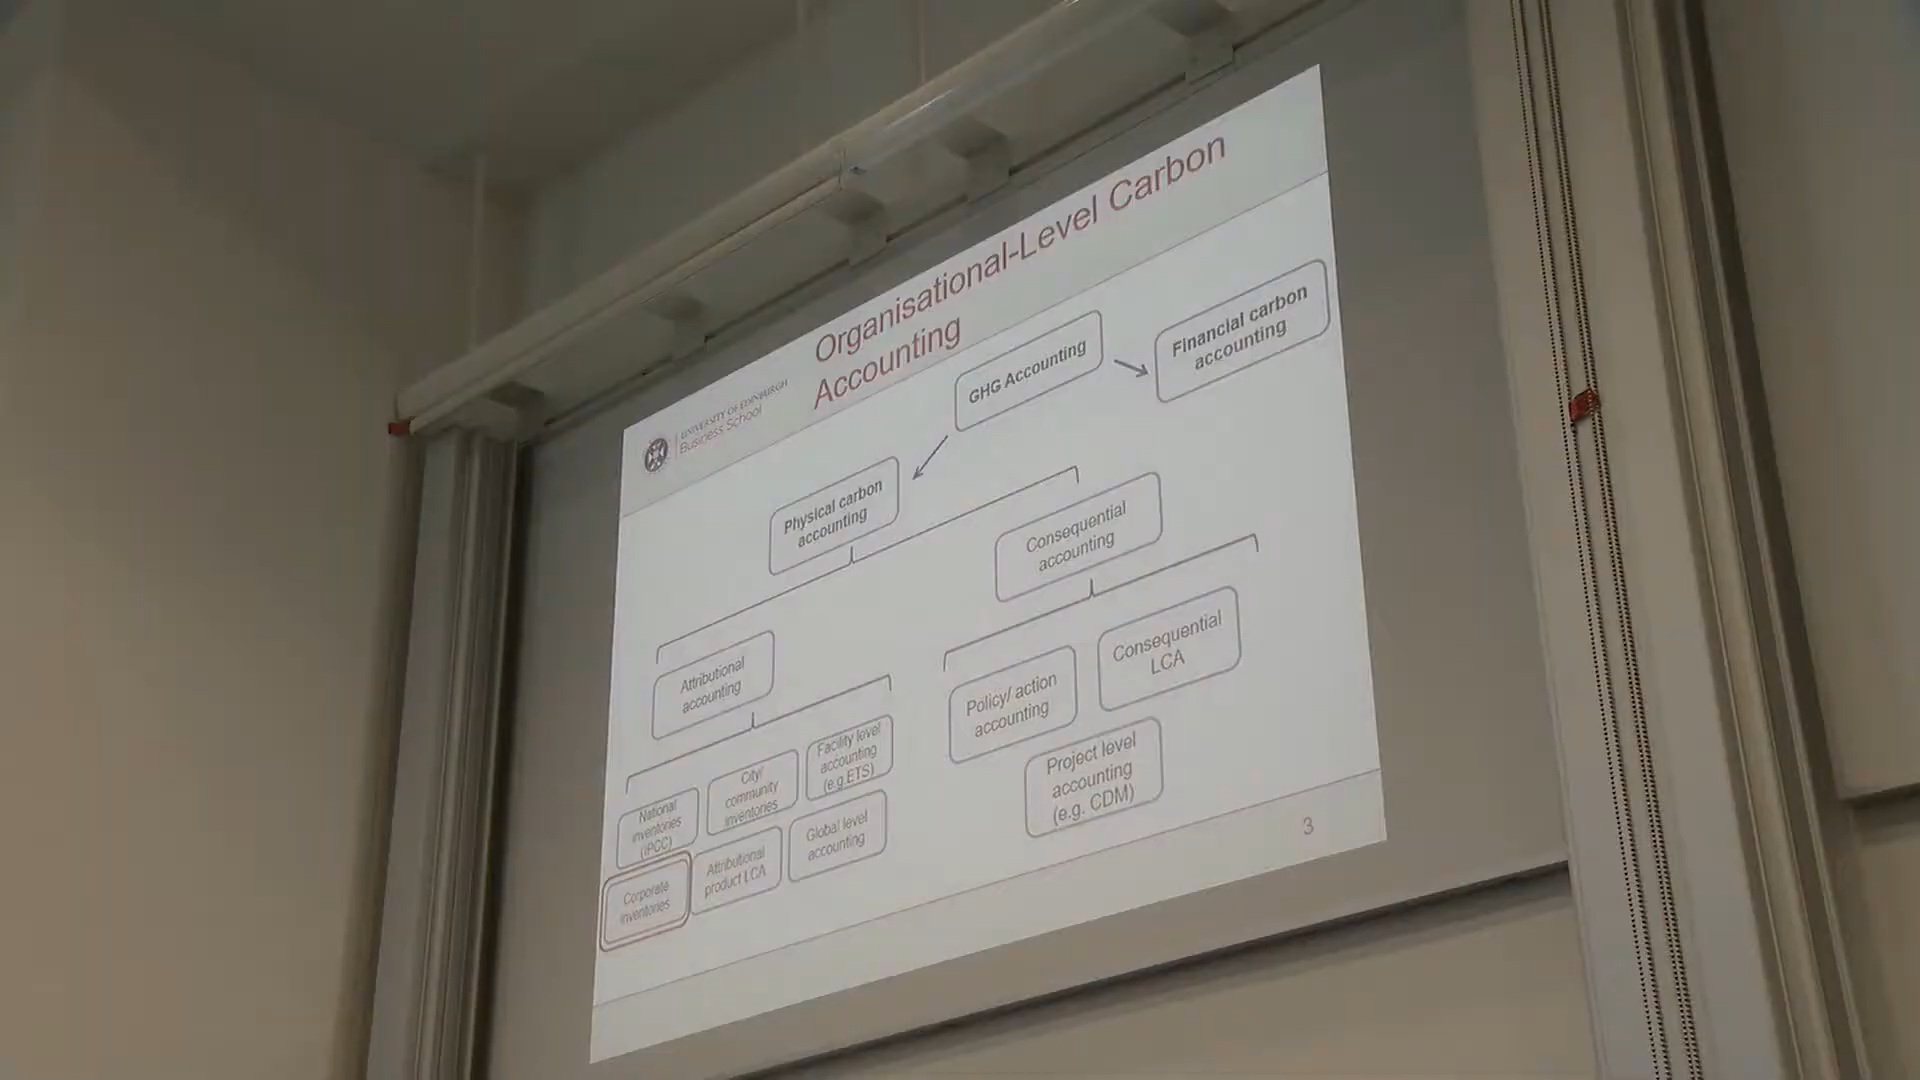 UNIVERSITY OF EDINBURGH
Business School
Organisational-Level Carbon
Accounting
GHG Accounting
Financial carbon
accounting
Physical carbon
accounting
Consequential
accounting
Attributional
accounting
Policy/ action
accounting
Consequential
LCA
Project level
accounting
(e.g. CDM)
National
inventories
(IPCC)
City/
community
inventories
Facility level
accounting
(e.g.ETS)
Corporate
inventories
Attributional
product LCA
Global level
accounting
3